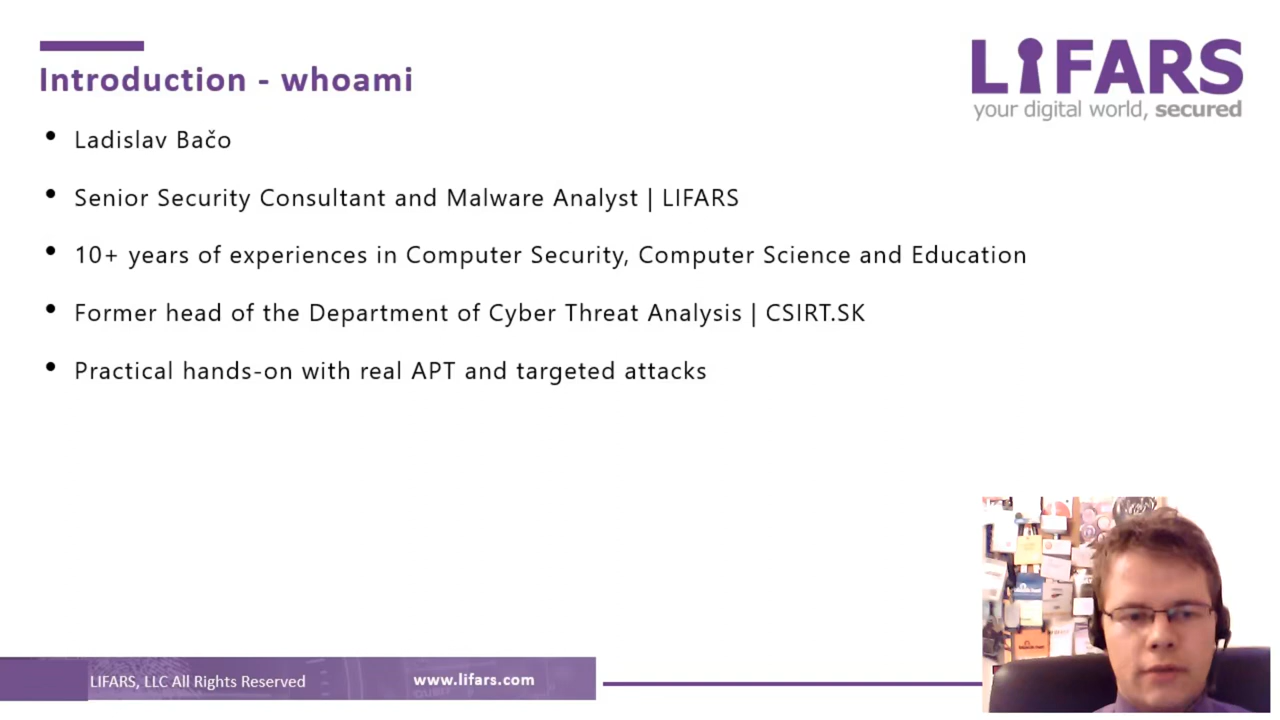 LIFARS
your digital world, secured
Introduction - whoami
• Ladislav Bačo
• Senior Security Consultant and Malware Analyst | LIFARS
• 10+ years of experiences in Computer Security, Computer Science and Education
• Former head of the Department of Cyber Threat Analysis | CSIRT.SK
• Practical hands-on with real APT and targeted attacks
LIFARS, LLC All Rights Reserved
www.lifars.com